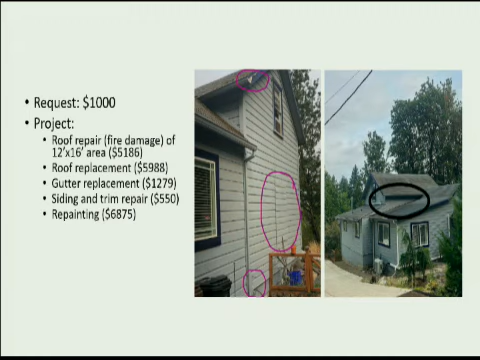 • Request: $1000
• Project:
• Roof repair (fire damage) of
12'x16' area ($5186)
• Roof replacement ($5988)
• Gutter replacement ($1279)
• Siding and trim repair ($550)
• Repainting ($6875)